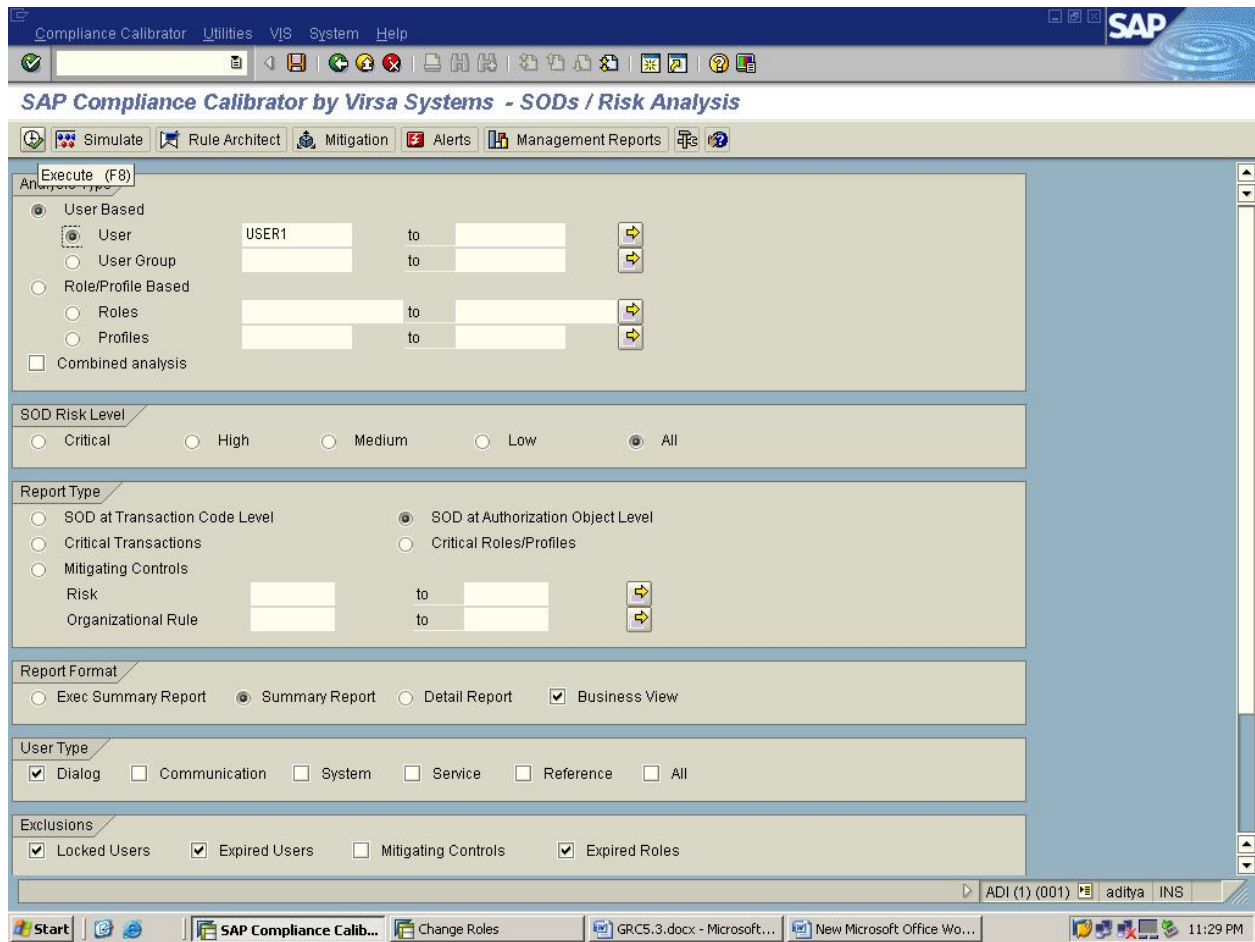 Compliance Calibrator Utilities VIS System Help
SAP
SAP Compliance Calibrator by Virsa Systems - SODs / Risk Analysis
Simulate Rule Architect Mitigation Alerts Management Reports
Execute (F8)
User Based
User USER1 to
User Group to
Role/Profile Based
Roles to
Profiles to
Combined analysis
SOD Risk Level
Critical High Medium Low All
Report Type
SOD at Transaction Code Level SOD at Authorization Object Level
Critical Transactions Critical Roles/Profiles
Mitigating Controls
Risk to
Organizational Rule to
Report Format
Exec Summary Report Summary Report Detail Report Business View
User Type
Dialog Communication System Service Reference All
Exclusions
Locked Users Expired Users Mitigating Controls Expired Roles
ADI (1) (001) aditya INS
Start SAP Compliance Calib... Change Roles GRC5.3.docx - Microsoft... New Microsoft Office Wo... 11:29 PM